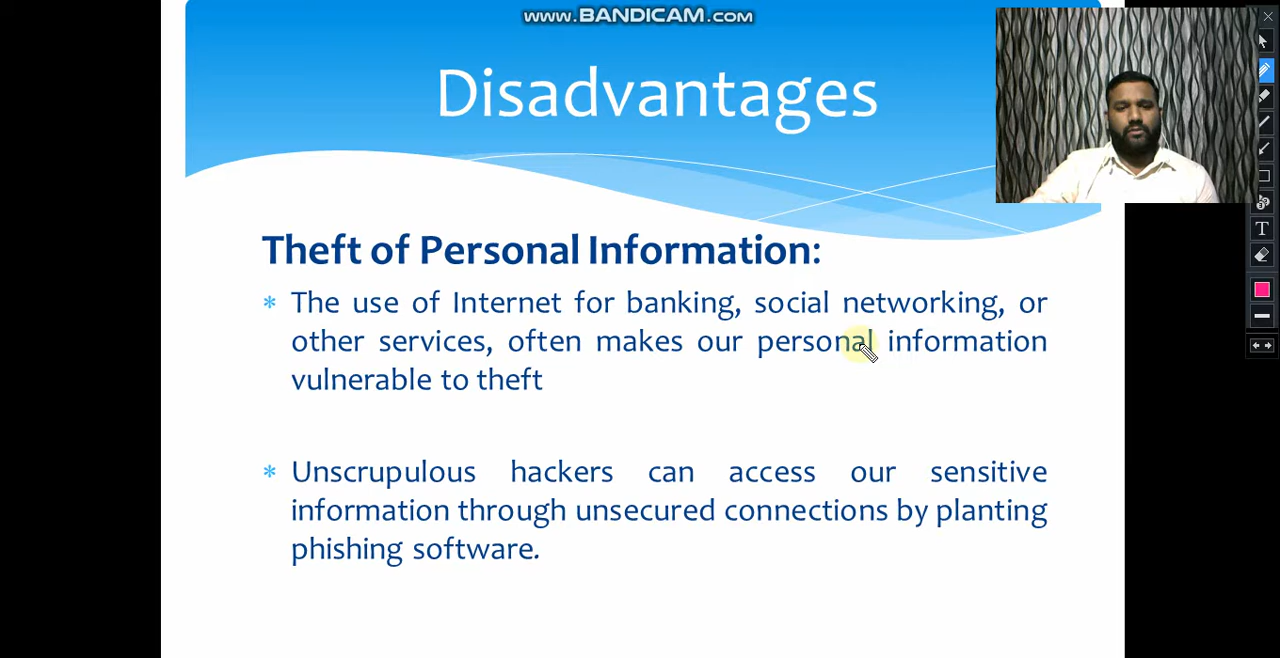 www.BANDICAM.com
Disadvantages
Theft of Personal Information:
* The use of Internet for banking, social networking, or
other services, often makes our personal information
vulnerable to theft
* Unscrupulous hackers can access our sensitive
information through unsecured connections by planting
phishing software.
T